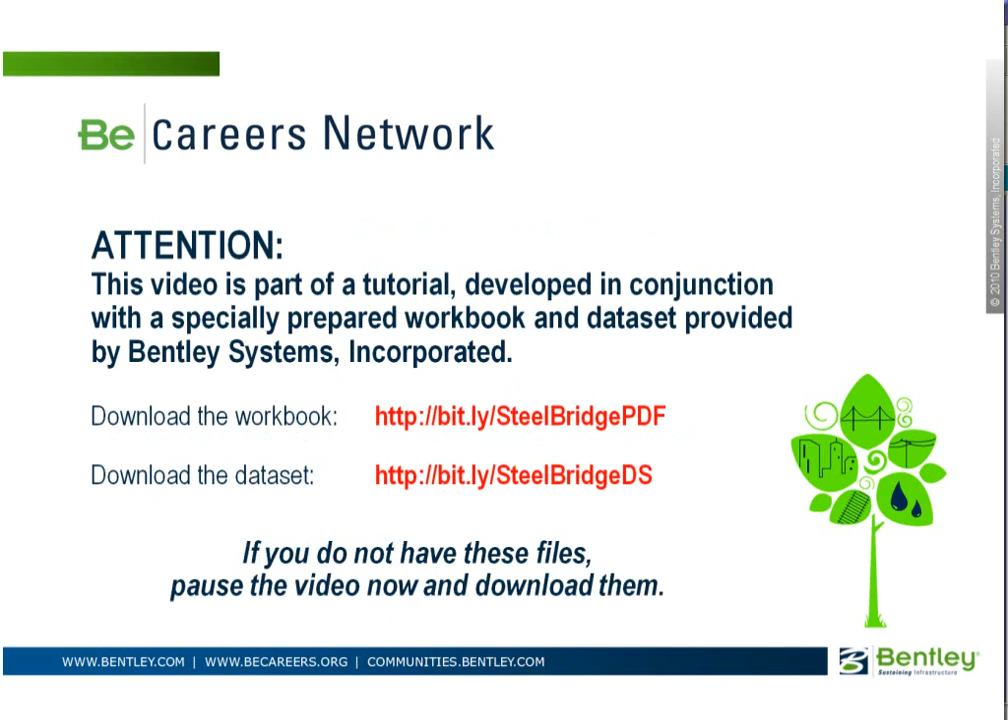 Be Careers Network
© 2010 Bentley Systems, Incorporated
ATTENTION:
This video is part of a tutorial, developed in conjunction
with a specially prepared workbook and dataset provided
by Bentley Systems, Incorporated.
Download the workbook: http://bit.ly/SteelBridgePDF
Download the dataset: http://bit.ly/SteelBridgeDS
If you do not have these files,
pause the video now and download them.
WWW.BENTLEY.COM | WWW.BECAREERS.ORG | COMMUNITIES.BENTLEY.COM
Bentley®
Sustaining Infrastructure